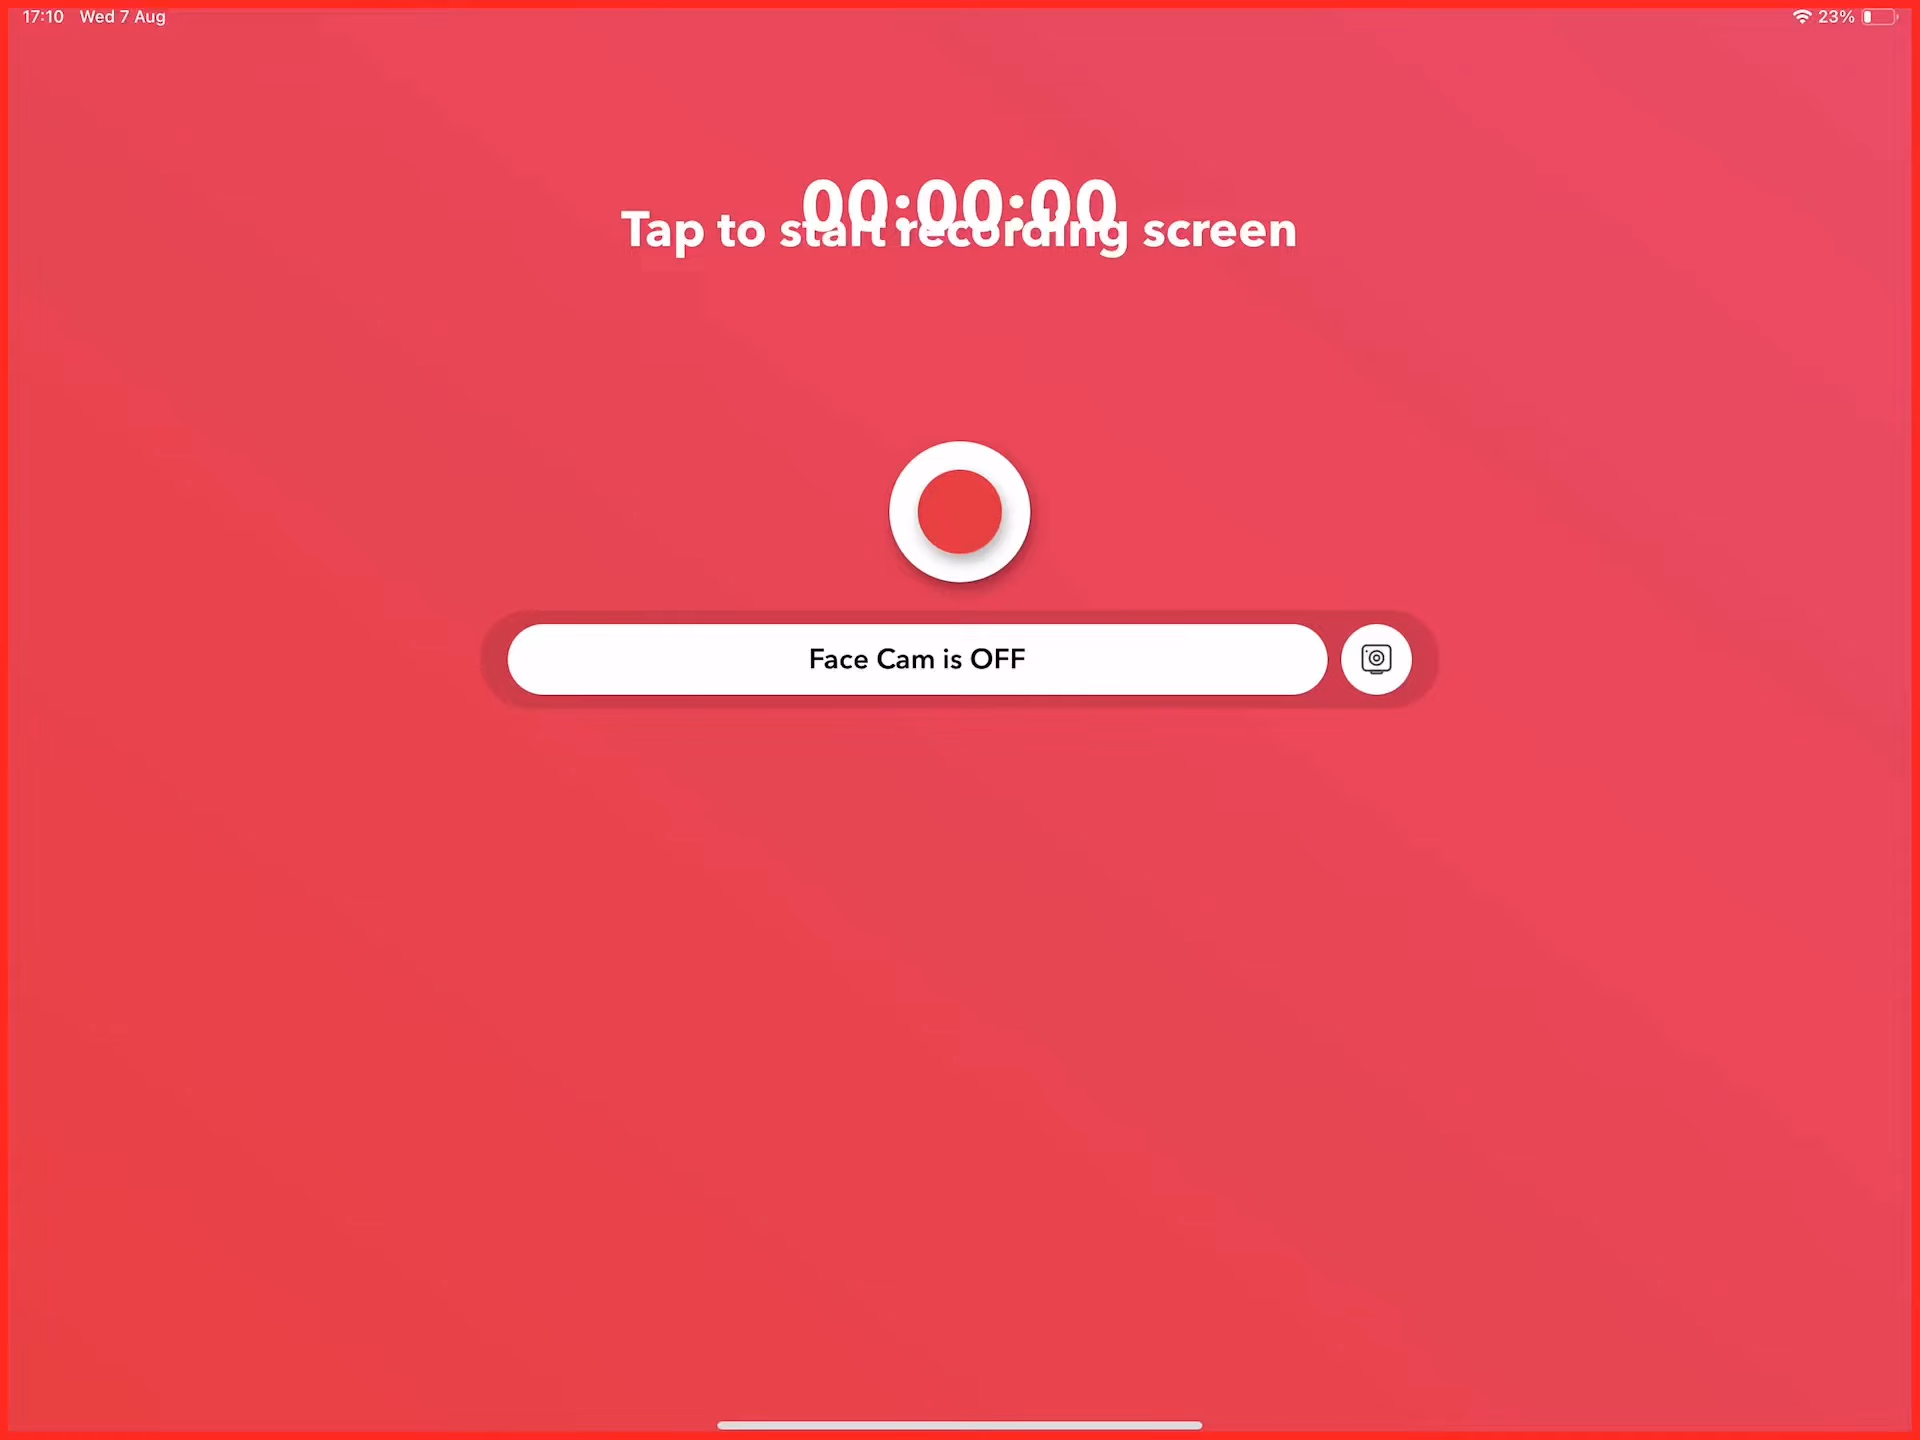 17:10 Wed 7 Aug
23%
00:00:00
Tap to start recording screen
Face Cam is OFF